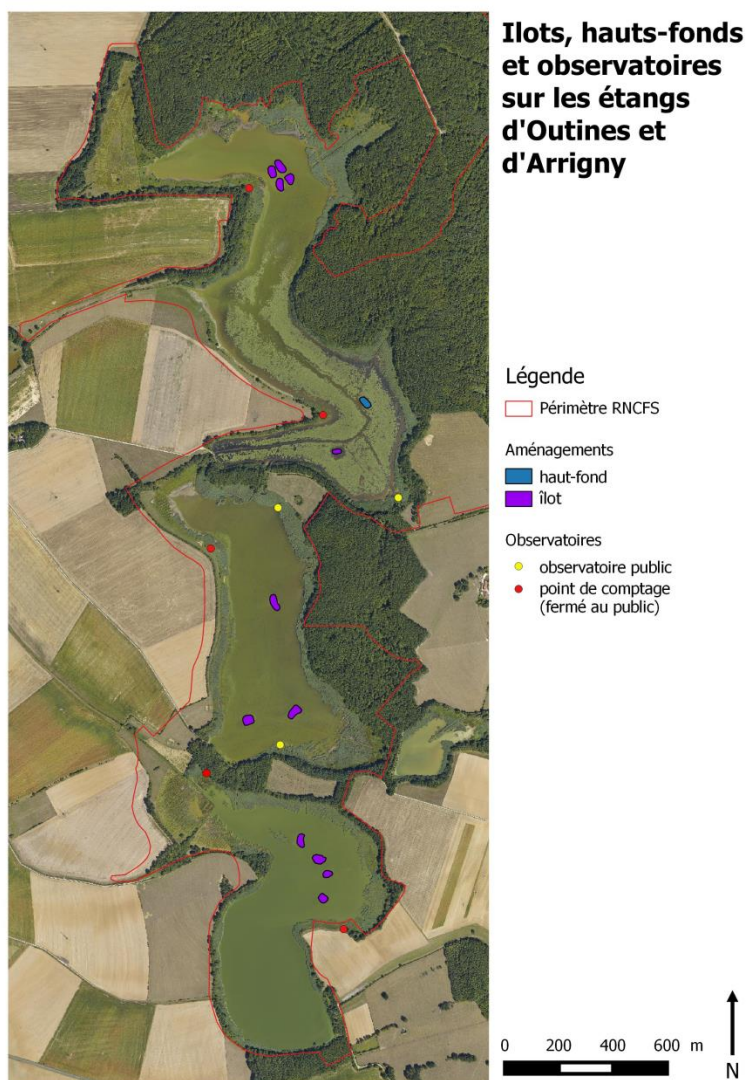 Ilots, hauts-fonds
et observatoires
sur les étangs
d'Outines et
d'Arrigny
Légende
Périmètre RNCFS
Aménagements
haut-fond
îlot
Observatoires
observatoire public
point de comptage
(fermé au public)
0 200 400 600 m
N